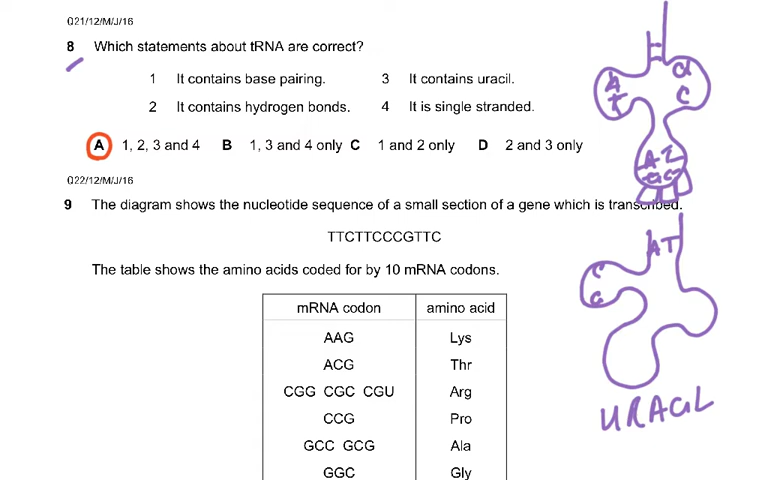 Q21/12/M/J/16
8 Which statements about tRNA are correct?
1 It contains base pairing. 3 It contains uracil.
2 It contains hydrogen bonds. 4 It is single stranded.
A 1, 2, 3 and 4 B 1, 3 and 4 only C 1 and 2 only D 2 and 3 only
Q22/12/M/J/16
9 The diagram shows the nucleotide sequence of a small section of a gene which is transcribed.
TTCTTCCCGTTC
The table shows the amino acids coded for by 10 mRNA codons.
mRNA codon amino acid
AAG Lys
ACG Thr
CGG CGC CGU Arg
CCG Pro
GCC GCG Ala
GGC Gly
A
T
C
AT
C
G
URACIL